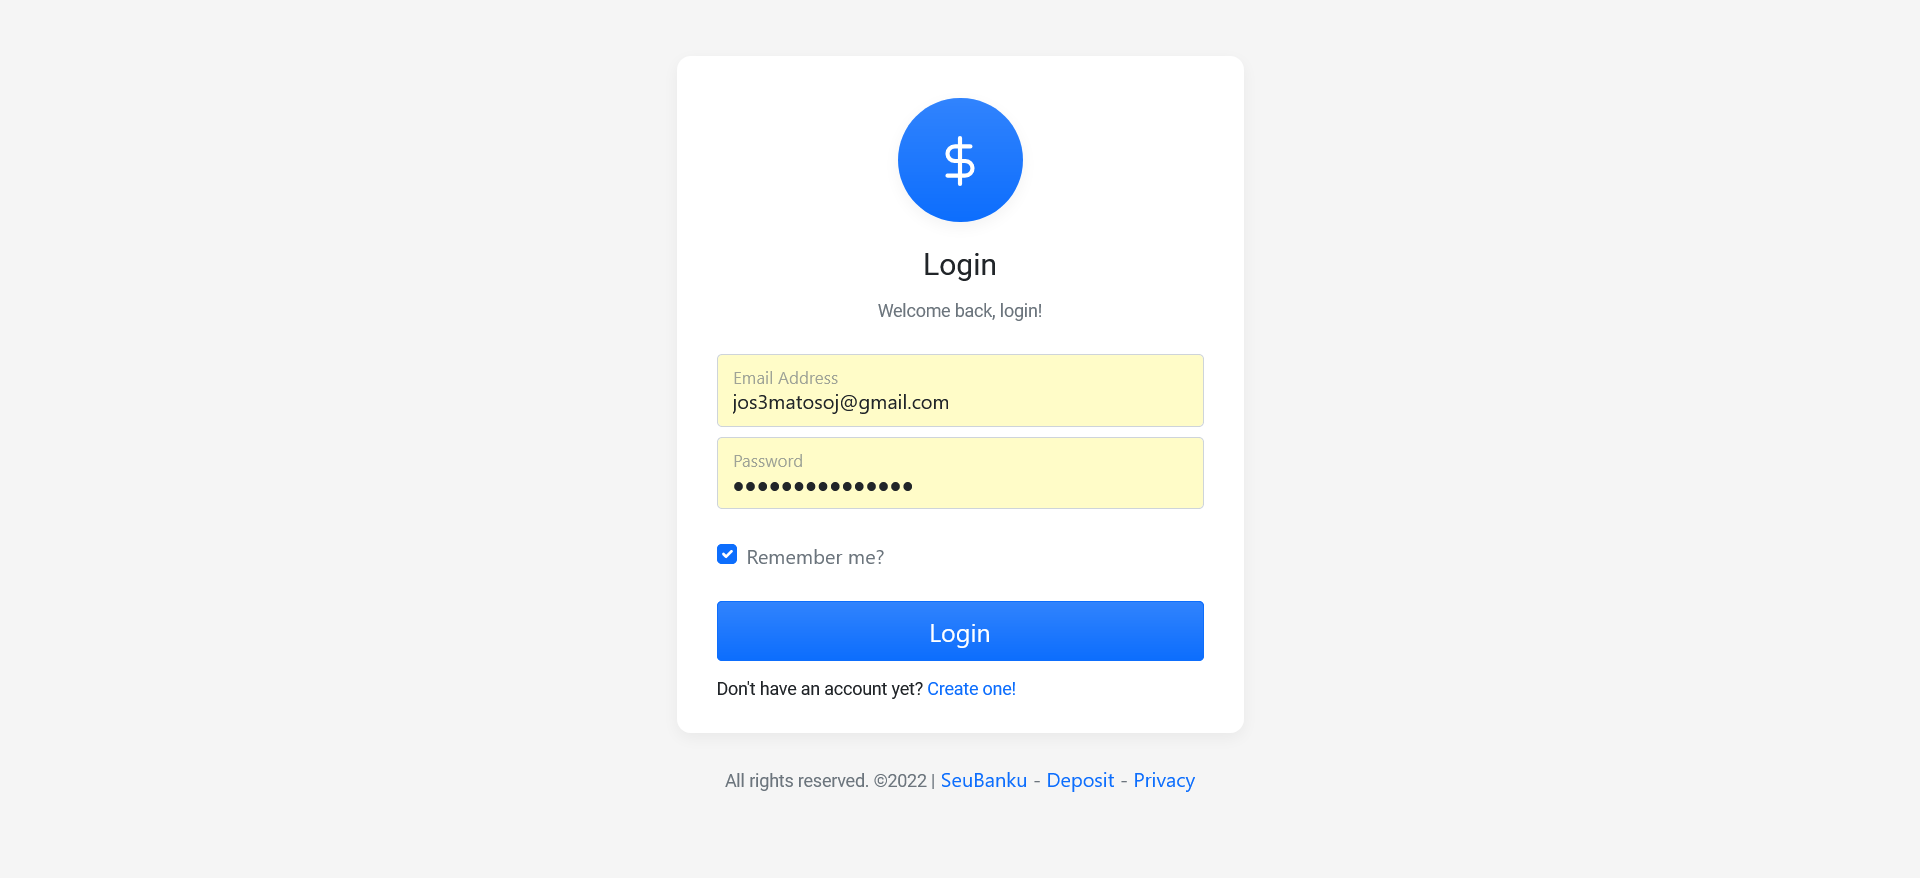 $
Login
Welcome back, login!
Email Address
jos3matosoj@gmail.com
Password
●●●●●●●●●●●●●●●
Remember me?
Login
Don't have an account yet? Create one!
All rights reserved. ©2022 | SeuBanku - Deposit - Privacy